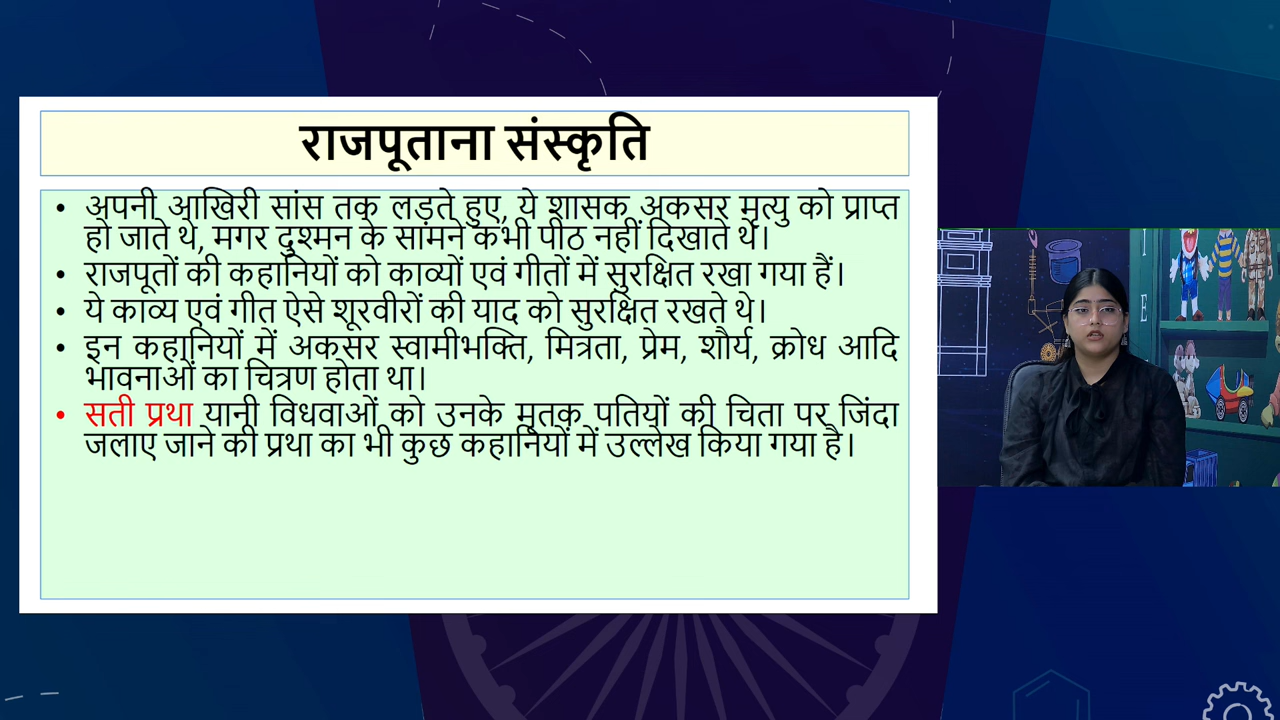 राजपूताना संस्कृति
• अपनी आखिरी सांस तक लड़ते हुए, ये शासक अकसर मृत्यु को प्राप्त
हो जाते थे, मगर दुश्मन के सामने कभी पीठ नहीं दिखाते थे।
• राजपूतों की कहानियों को काव्यों एवं गीतों में सुरक्षित रखा गया हैं।
• ये काव्य एवं गीत ऐसे शूरवीरों की याद को सुरक्षित रखते थे।
• इन कहानियों में अकसर स्वामीभक्ति, मित्रता, प्रेम, शौर्य, क्रोध आदि
भावनाओं का चित्रण होता था।
• सती प्रथा यानी विधवाओं को उनके मृतक पतियों की चिता पर जिंदा
जलाए जाने की प्रथा का भी कुछ कहानियों में उल्लेख किया गया है।
I
E